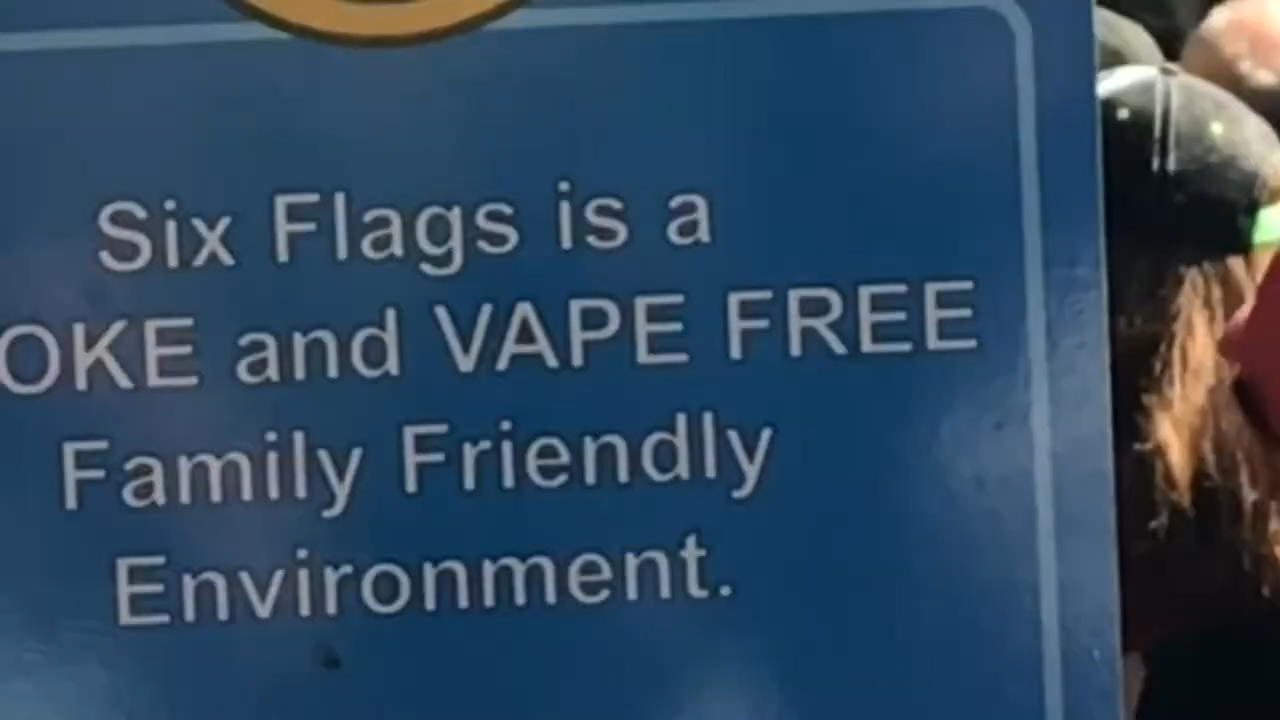 Six Flags is a
OKE and VAPE FREE
Family Friendly
Environment.